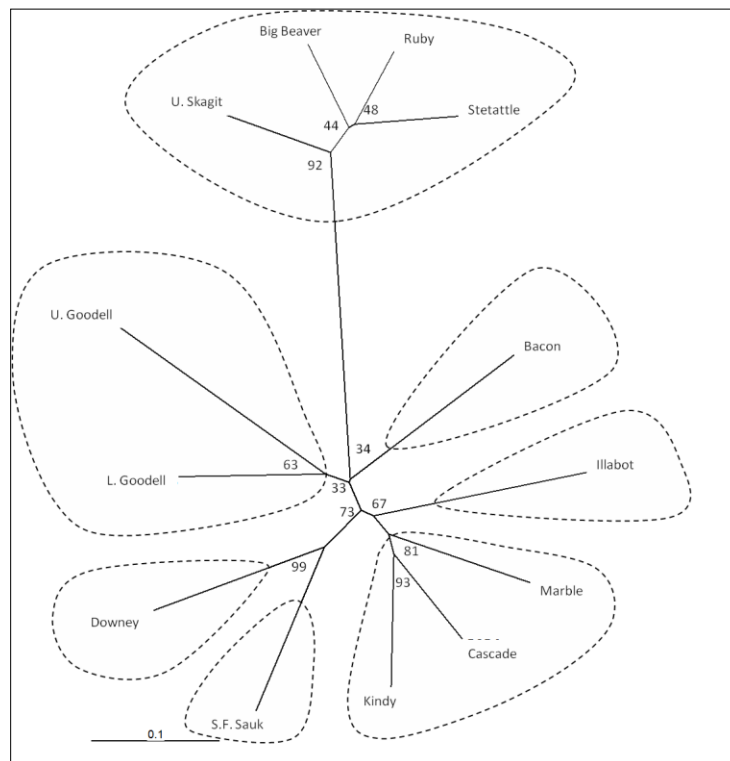 Big Beaver
Ruby
U. Skagit
48
Stetattle
44
92
U. Goodell
Bacon
34
63
Illabot
L. Goodell
33
67
73
81
99
93
Marble
Downey
Cascade
Kindy
S.F. Sauk
0.1